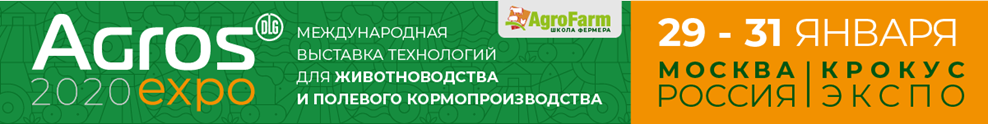 Agros DLG
2020 expo
МЕЖДУНАРОДНАЯ
ВЫСТАВКА ТЕХНОЛОГИЙ
ДЛЯ ЖИВОТНОВОДСТВА
И ПОЛЕВОГО КОРМОПРОИЗВОДСТВА
AgroFarm
ШКОЛА ФЕРМЕРА
29 - 31 ЯНВАРЯ
МОСКВА | КРОКУС
РОССИЯ | ЭКСПО